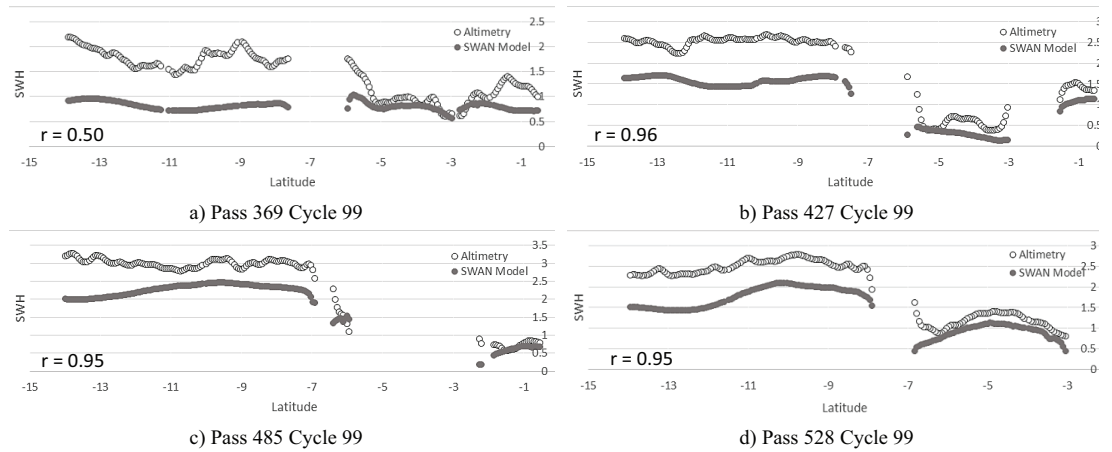 2.5
Altimetry
SWAN Model
2
1.5
1
0.5
0
SWH
r = 0.50
-15 -13 -11 -9 -7 -5 -3 -1
Latitude
a) Pass 369 Cycle 99
3
Altimetry
SWAN Model
2.5
2
1.5
1
0.5
0
SWH
r = 0.96
-15 -13 -11 -9 -7 -5 -3 -1
Latitude
b) Pass 427 Cycle 99
3.5
Altimetry
SWAN Model
3
2.5
2
1.5
1
0.5
0
SWH
r = 0.95
-15 -13 -11 -9 -7 -5 -3 -1
Latitude
c) Pass 485 Cycle 99
3
Altimetry
SWAN Model
2.5
2
1.5
1
0.5
0
SWH
r = 0.95
-15 -13 -11 -9 -7 -5 -3
Latitude
d) Pass 528 Cycle 99